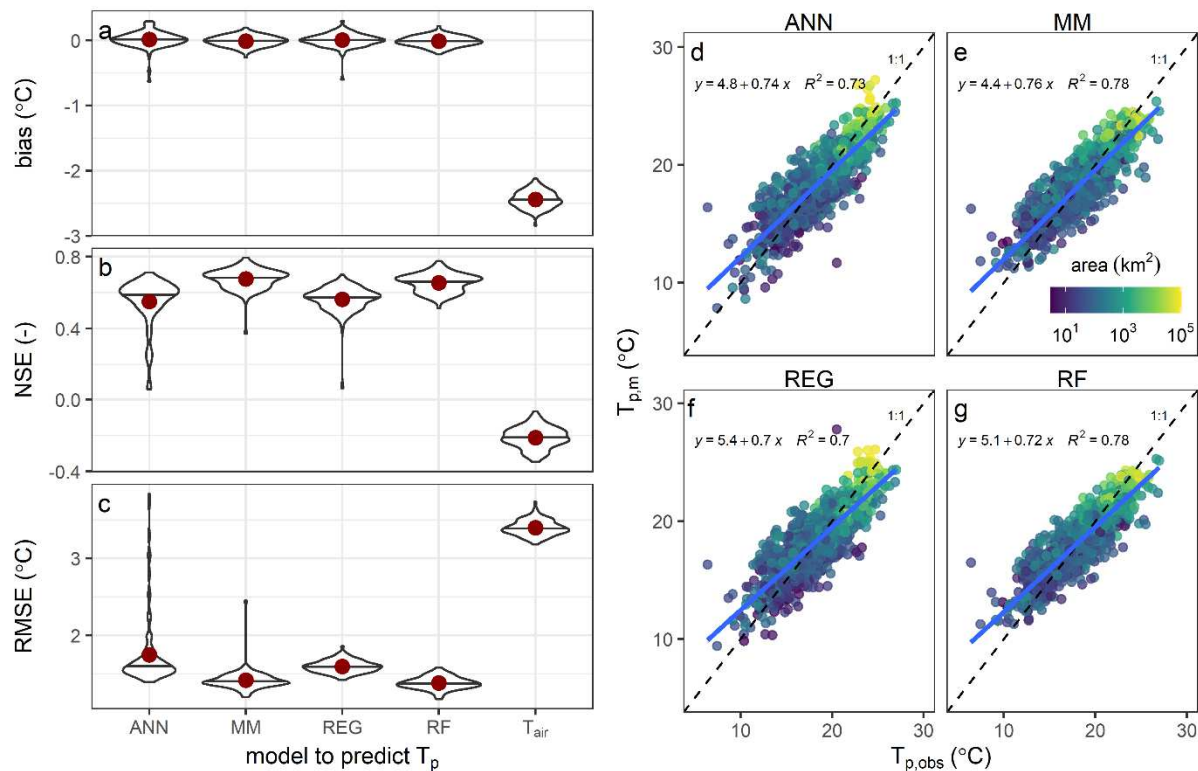 a
0
-1
-2
-3
bias (°C)
b
0.8
0.4
0.0
-0.4
NSE (-)
c
3
2
RMSE (°C)
ANN MM REG RF Tair
model to predict Tp
ANN
d
1:1
y = 4.8 + 0.74 x R² = 0.73
30
20
10
MM
e
1:1
y = 4.4 + 0.76 x R² = 0.78
area (km²)
10¹ 10³ 10⁵
Tp,m (°C)
REG
f
1:1
y = 5.4 + 0.7 x R² = 0.7
30
20
10
10 20 30
RF
g
1:1
y = 5.1 + 0.72 x R² = 0.78
10 20 30
Tp,obs (°C)